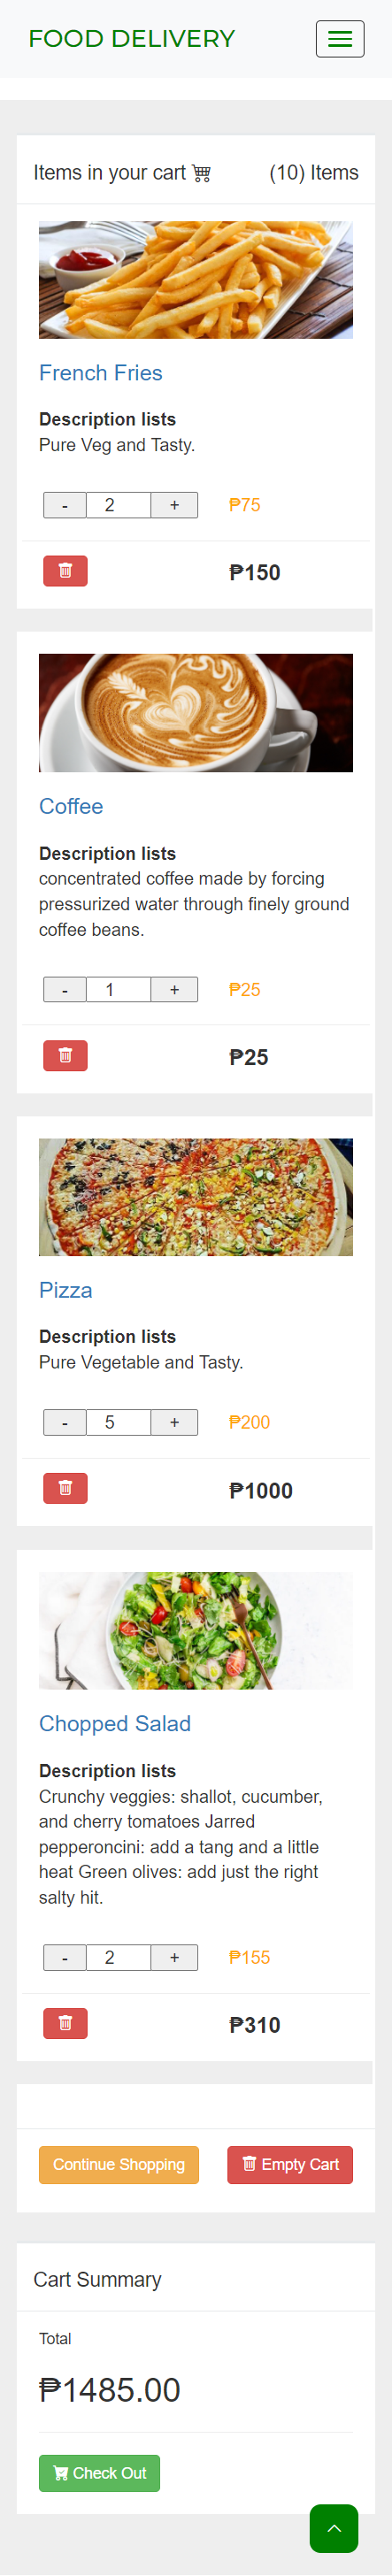 FOOD DELIVERY
Items in your cart (10) Items
French Fries
Description lists
Pure Veg and Tasty.
- 2 + ₱75
₱150
Coffee
Description lists
concentrated coffee made by forcing
pressurized water through finely ground
coffee beans.
- 1 + ₱25
₱25
Pizza
Description lists
Pure Vegetable and Tasty.
- 5 + ₱200
₱1000
Chopped Salad
Description lists
Crunchy veggies: shallot, cucumber,
and cherry tomatoes Jarred
pepperoncini: add a tang and a little
heat Green olives: add just the right
salty hit.
- 2 + ₱155
₱310
Continue Shopping Empty Cart
Cart Summary
Total
₱1485.00
Check Out